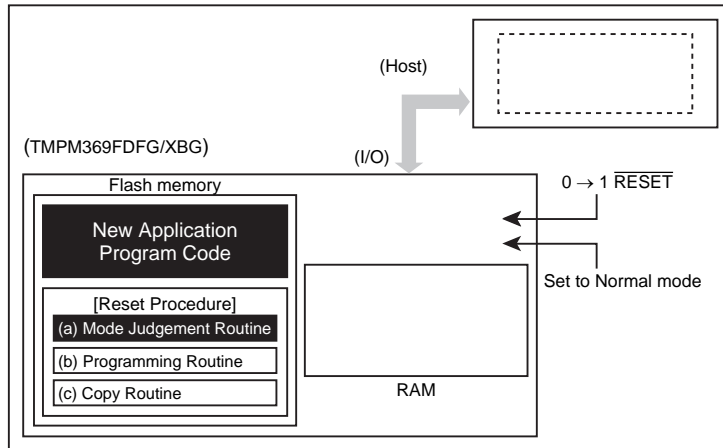 (Host)
(TMPM369FDFG/XBG)
(I/O)
Flash memory
0 → 1 RESET
New Application
Program Code
Set to Normal mode
[Reset Procedure]
(a) Mode Judgement Routine
(b) Programming Routine
(c) Copy Routine
RAM